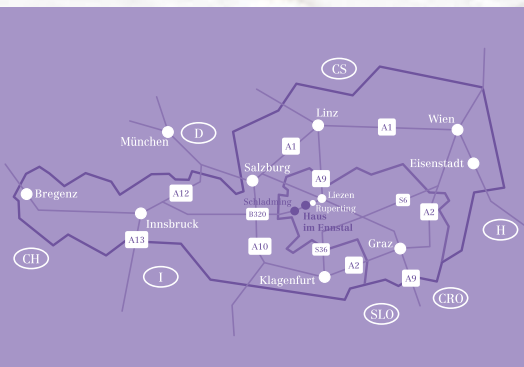 CS
Linz
A1
Wien
D
München
A1
Eisenstadt
Salzburg
A9
Bregenz
A12
Schladming
Liezen
Ruperting
S6
B320
Haus
im Ennstal
A2
Innsbruck
H
A13
A10
S36
Graz
CH
I
Klagenfurt
A2
A9
CRO
SLO